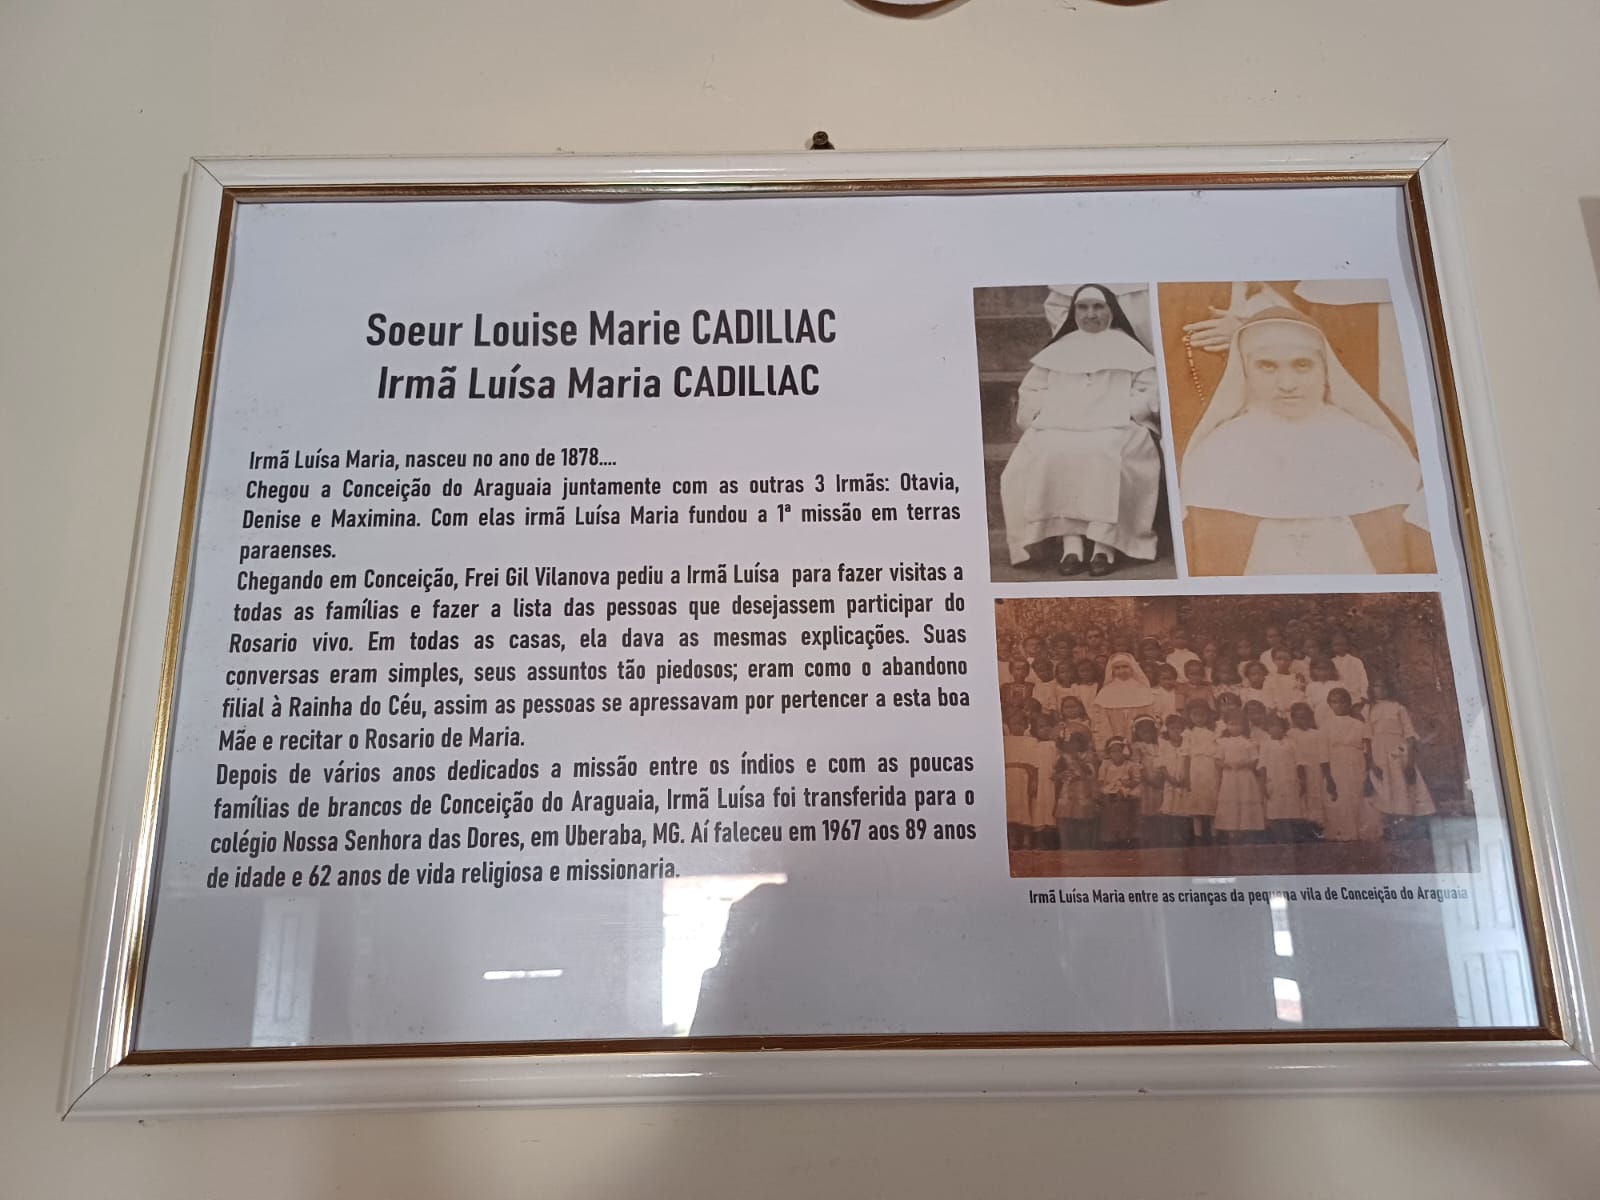 Soeur Louise Marie CADILLAC
Irmã Luísa Maria CADILLAC
Irmã Luísa Maria, nasceu no ano de 1878....
Chegou a Conceição do Araguaia juntamente com as outras 3 Irmãs: Otavia,
Denise e Maximina. Com elas irmã Luísa Maria fundou a 1ª missão em terras
paraenses.
Chegando em Conceição, Frei Gil Vilanova pediu a Irmã Luísa para fazer visitas a
todas as famílias e fazer a lista das pessoas que desejassem participar do
Rosario vivo. Em todas as casas, ela dava as mesmas explicações. Suas
conversas eram simples, seus assuntos tão piedosos; eram como o abandono
filial à Rainha do Céu, assim as pessoas se apressavam por pertencer a esta boa
Mãe e recitar o Rosario de Maria.
Depois de vários anos dedicados a missão entre os índios e com as poucas
famílias de brancos de Conceição do Araguaia, Irmã Luísa foi transferida para o
colégio Nossa Senhora das Dores, em Uberaba, MG. Aí faleceu em 1967 aos 89 anos
de idade e 62 anos de vida religiosa e missionaria.
Irmã Luísa Maria entre as crianças da pequena vila de Conceição do Araguaia